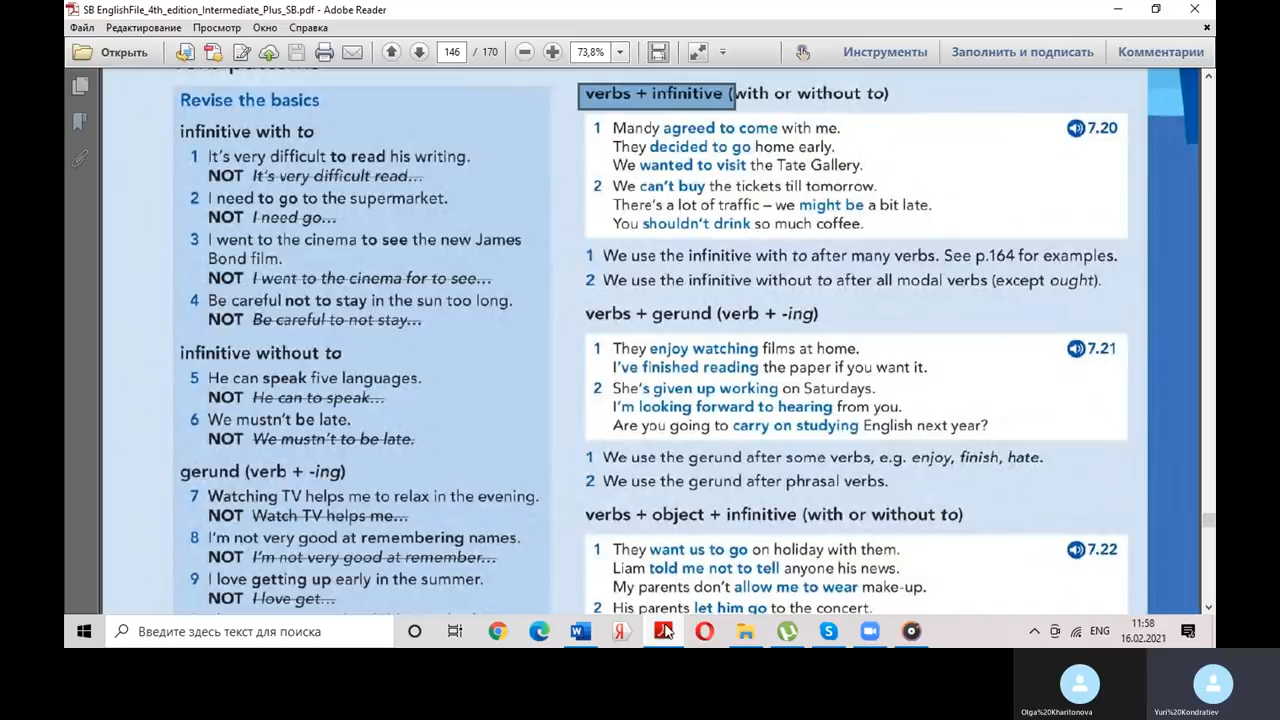 SB EnglishFile_4th_edition_Intermediate_Plus_SB.pdf - Adobe Reader
Файл Редактирование Просмотр Окно Справка
Открыть 146 / 170 73,8% Инструменты Заполнить и подписать Комментарии
Revise the basics
infinitive with to
1 It's very difficult to read his writing.
NOT It's very difficult read...
2 I need to go to the supermarket.
NOT I need go...
3 I went to the cinema to see the new James
Bond film.
NOT I went to the cinema for to see...
4 Be careful not to stay in the sun too long.
NOT Be careful to not stay...
infinitive without to
5 He can speak five languages.
NOT He can to speak...
6 We mustn't be late.
NOT We mustn't to be late.
gerund (verb + -ing)
7 Watching TV helps me to relax in the evening.
NOT Watch TV helps me...
8 I'm not very good at remembering names.
NOT I'm not very good at remember...
9 I love getting up early in the summer.
NOT I love get...
verbs + infinitive (with or without to)
1 Mandy agreed to come with me. 7.20
They decided to go home early.
We wanted to visit the Tate Gallery.
2 We can't buy the tickets till tomorrow.
There's a lot of traffic – we might be a bit late.
You shouldn't drink so much coffee.
1 We use the infinitive with to after many verbs. See p.164 for examples.
2 We use the infinitive without to after all modal verbs (except ought).
verbs + gerund (verb + -ing)
1 They enjoy watching films at home. 7.21
I've finished reading the paper if you want it.
2 She's given up working on Saturdays.
I'm looking forward to hearing from you.
Are you going to carry on studying English next year?
1 We use the gerund after some verbs, e.g. enjoy, finish, hate.
2 We use the gerund after phrasal verbs.
verbs + object + infinitive (with or without to)
1 They want us to go on holiday with them. 7.22
Liam told me not to tell anyone his news.
My parents don't allow me to wear make-up.
2 His parents let him go to the concert.
Введите здесь текст для поиска
ENG
11:58
16.02.2021
Olga%20Kharitonova
Yuri%20Kondratiev